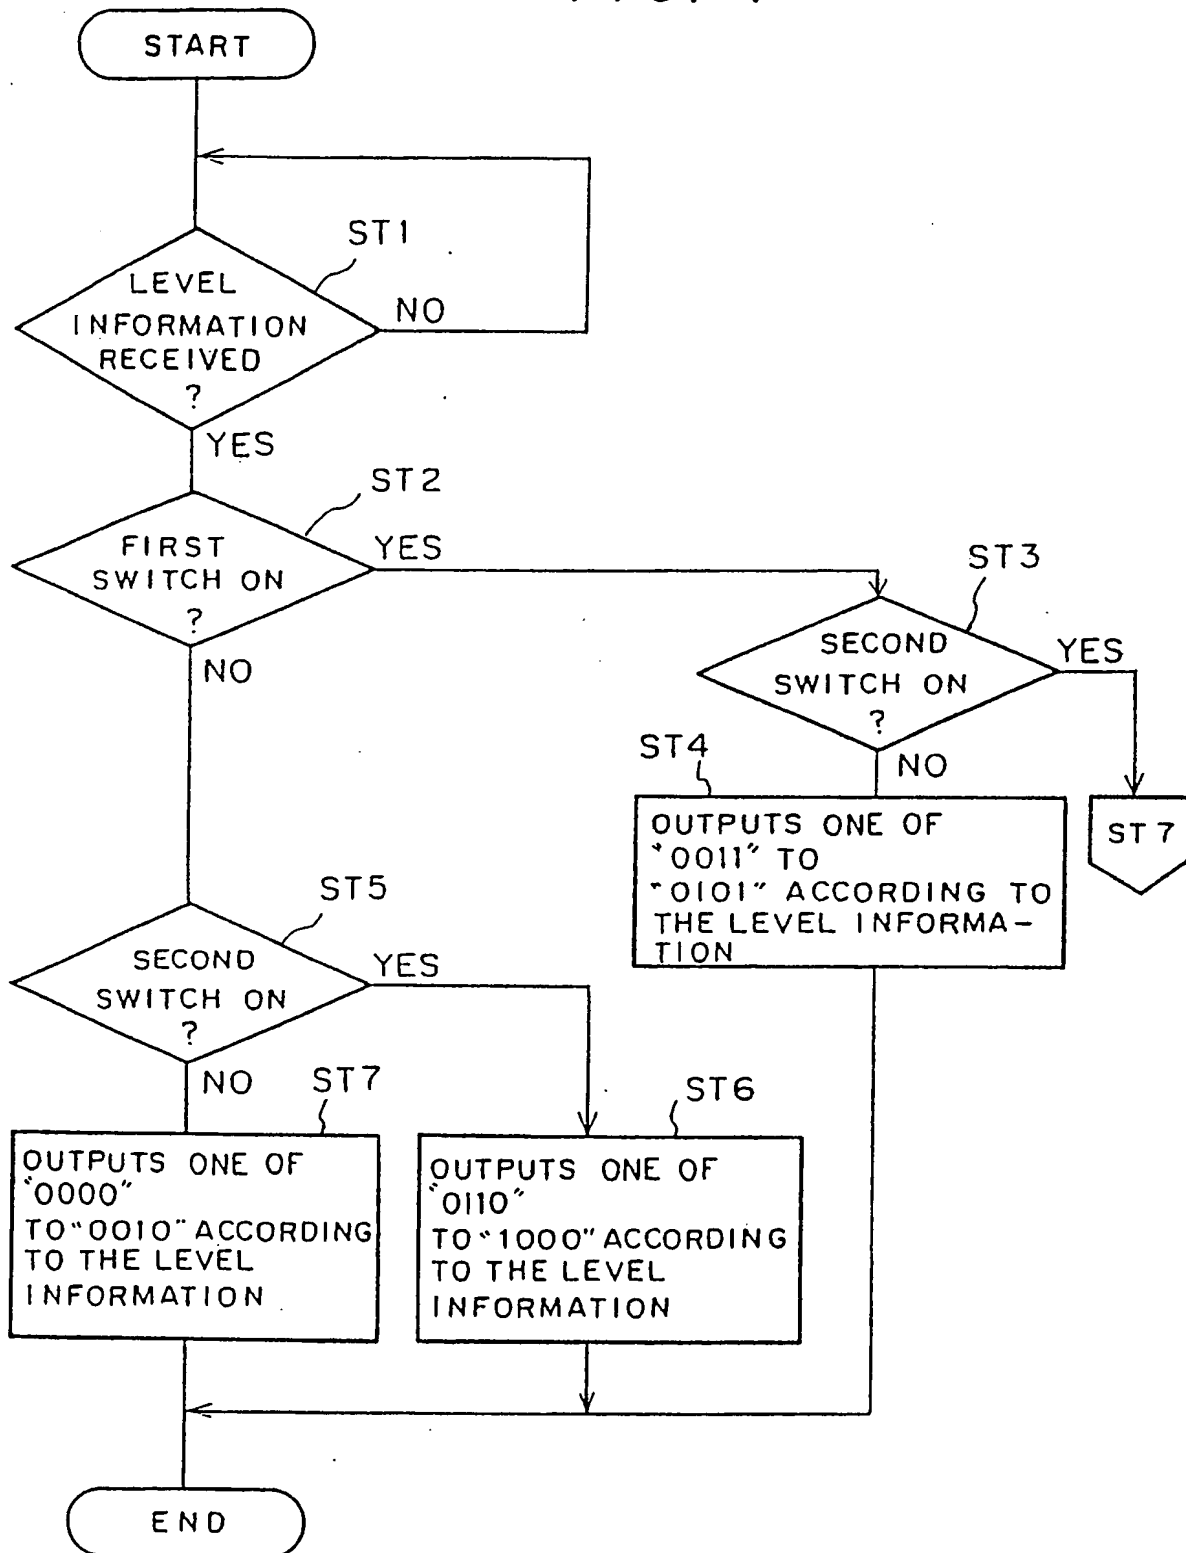 START
ST1
LEVEL
INFORMATION
RECEIVED
?
NO
YES
ST2
FIRST
SWITCH ON
?
YES
NO
ST3
SECOND
SWITCH ON
?
YES
NO
ST4
OUTPUTS ONE OF
"0011" TO
"0101" ACCORDING TO
THE LEVEL INFORMA-
TION
ST7
ST5
SECOND
SWITCH ON
?
YES
NO
ST7
OUTPUTS ONE OF
"0000"
TO "0010" ACCORDING
TO THE LEVEL
INFORMATION
ST6
OUTPUTS ONE OF
"0110"
TO "1000" ACCORDING
TO THE LEVEL
INFORMATION
END